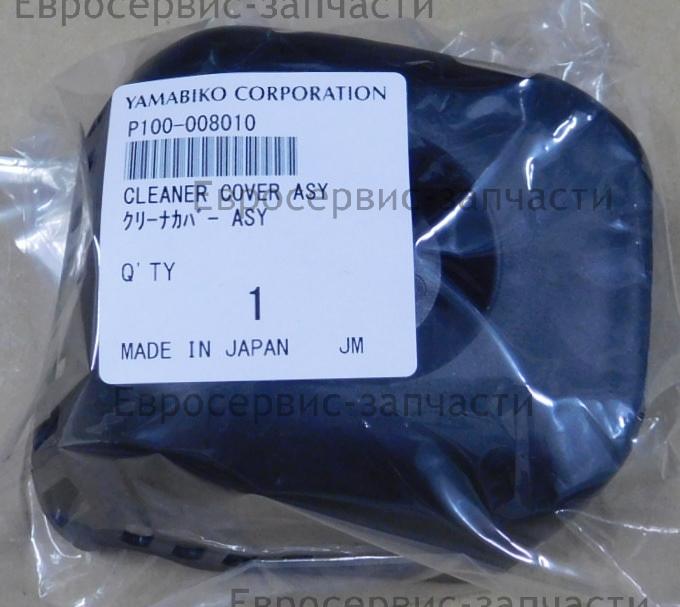 Евросервис-запчасти
YAMABIKO CORPORATION
P100-008010
CLEANER COVER ASY
Евросервис-запчасти
クリーナカバー ASY
Q'TY
1
MADE IN JAPAN JM
Евросервис-запчасти
Евросервис-запчасти